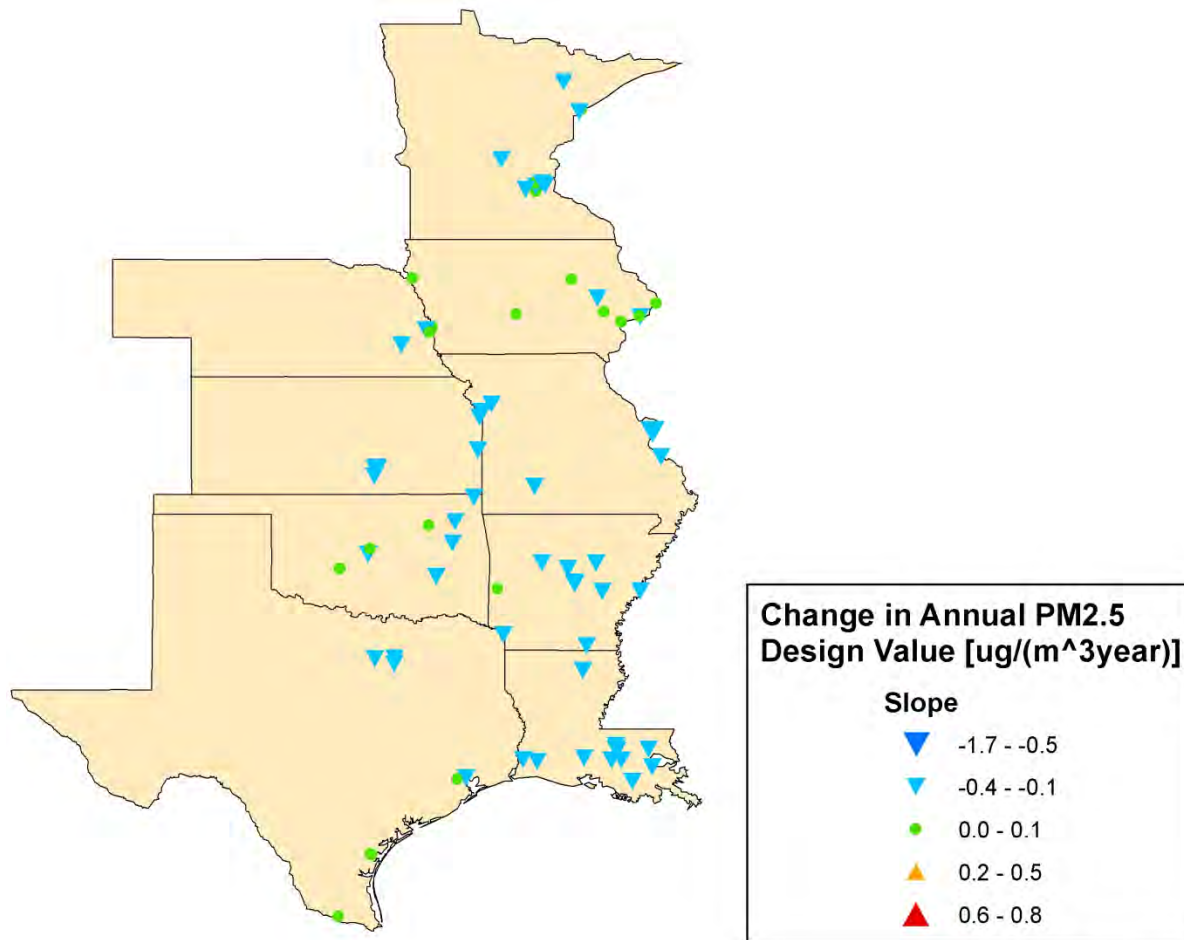 Change in Annual PM2.5
Design Value [ug/(m^3year)]
Slope
-1.7 - -0.5
-0.4 - -0.1
0.0 - 0.1
0.2 - 0.5
0.6 - 0.8